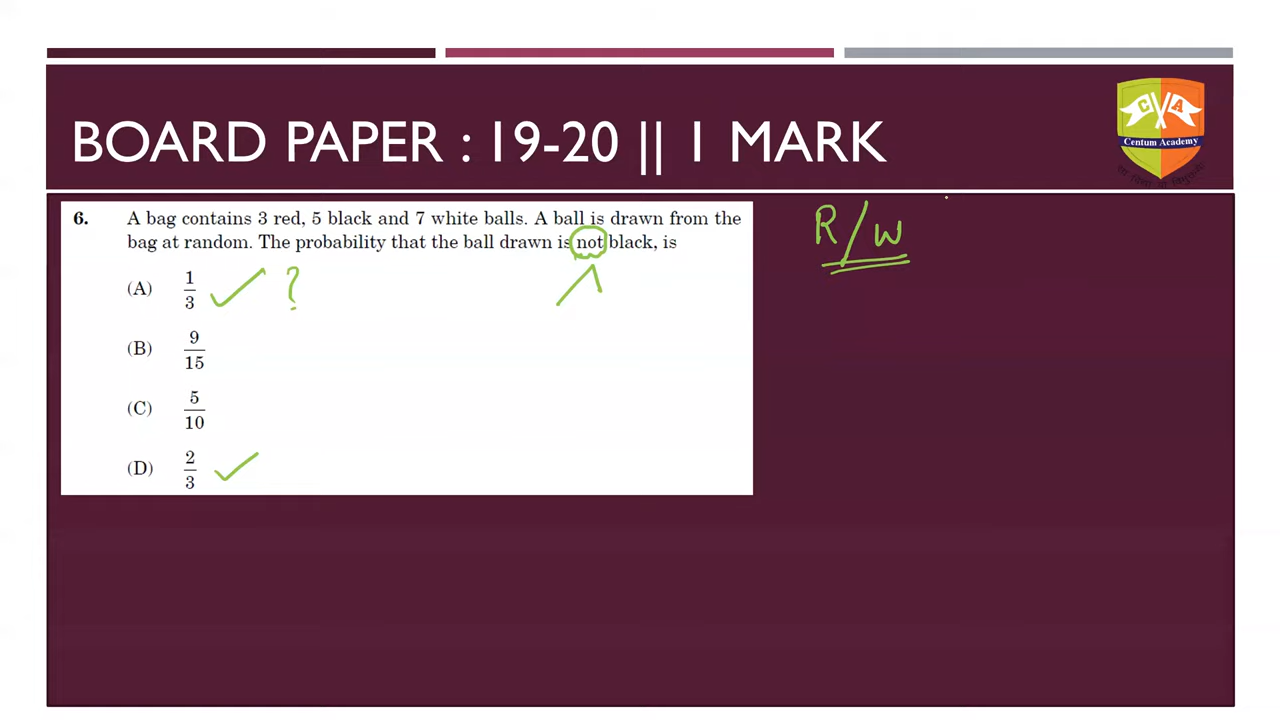 BOARD PAPER : 19-20 || 1 MARK
C A
Centum Academy
6. A bag contains 3 red, 5 black and 7 white balls. A ball is drawn from the
bag at random. The probability that the ball drawn is not black, is
(A) 1/3 ?
(B) 9/15
(C) 5/10
(D) 2/3
R/W